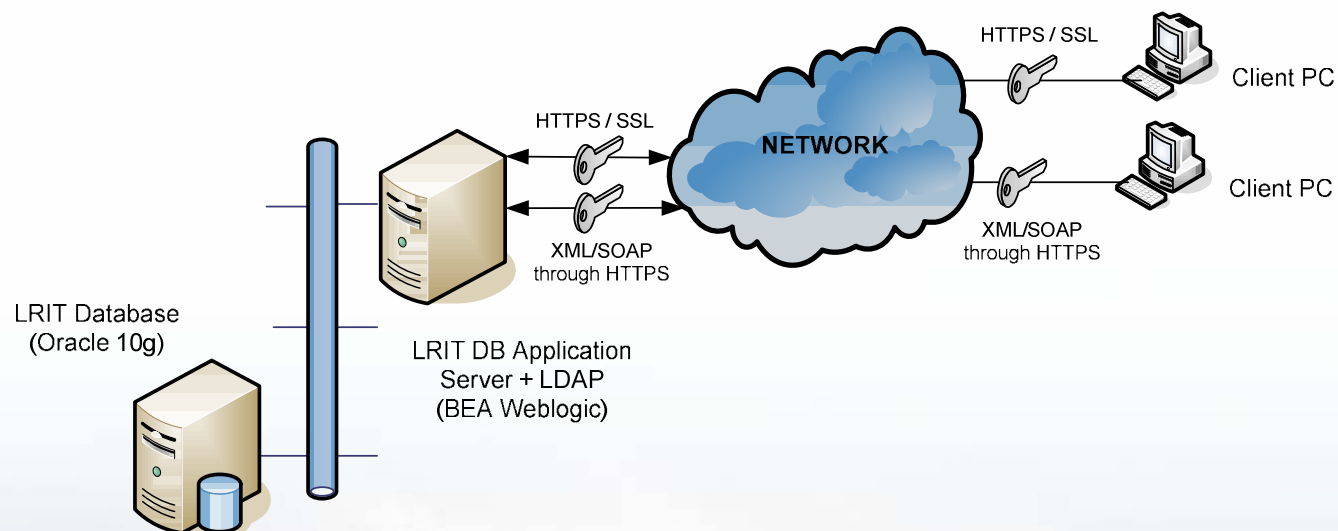 HTTPS / SSL
Client PC
HTTPS / SSL
NETWORK
Client PC
XML/SOAP
through HTTPS
XML/SOAP
through HTTPS
LRIT Database
(Oracle 10g)
LRIT DB Application
Server + LDAP
(BEA Weblogic)